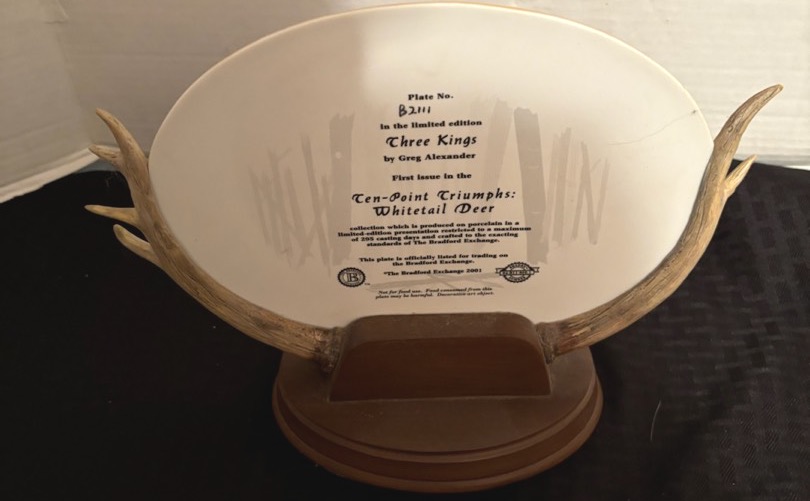 Plate No.
B2111
in the limited edition
Three Kings
by Greg Alexander
First issue in the
Ten-Point Triumphs:
Whitetail Deer
collection which is produced on porcelain in a
limited-edition presentation restricted to a maximum
of 295 casting days and crafted to the exacting
standards of The Bradford Exchange.
This plate is officially listed for trading on
the Bradford Exchange.
B
™
©The Bradford Exchange 2001
Not for food use. Food consumed from this
plate may be harmful. Decorative art object.